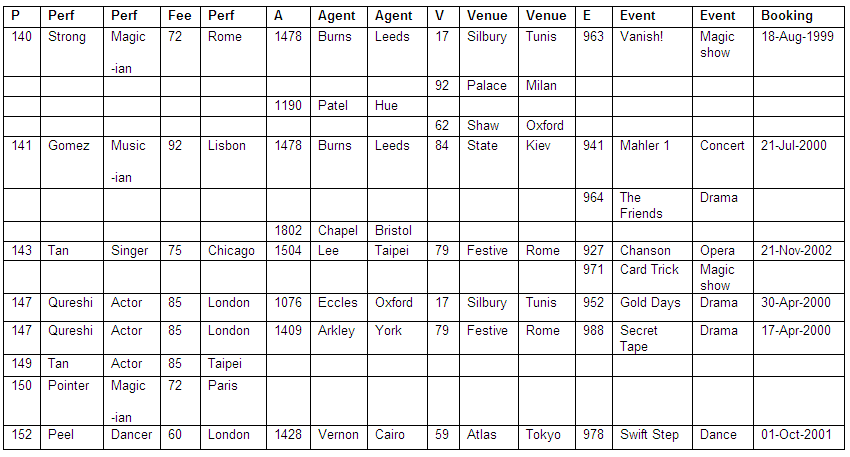 P Perf Perf Fee Perf A Agent Agent V Venue Venue E Event Event Booking
140 Strong Magic 72 Rome 1478 Burns Leeds 17 Silbury Tunis 963 Vanish! Magic 18-Aug-1999
show
-ian
92 Palace Milan
1190 Patel Hue
62 Shaw Oxford
141 Gomez Music 92 Lisbon 1478 Burns Leeds 84 State Kiev 941 Mahler 1 Concert 21-Jul-2000
-ian
964 The Drama
Friends
1802 Chapel Bristol
143 Tan Singer 75 Chicago 1504 Lee Taipei 79 Festive Rome 927 Chanson Opera 21-Nov-2002
971 Card Trick Magic
show
147 Qureshi Actor 85 London 1076 Eccles Oxford 17 Silbury Tunis 952 Gold Days Drama 30-Apr-2000
147 Qureshi Actor 85 London 1409 Arkley York 79 Festive Rome 988 Secret Drama 17-Apr-2000
Tape
149 Tan Actor 85 Taipei
150 Pointer Magic 72 Paris
-ian
152 Peel Dancer 60 London 1428 Vernon Cairo 59 Atlas Tokyo 978 Swift Step Dance 01-Oct-2001